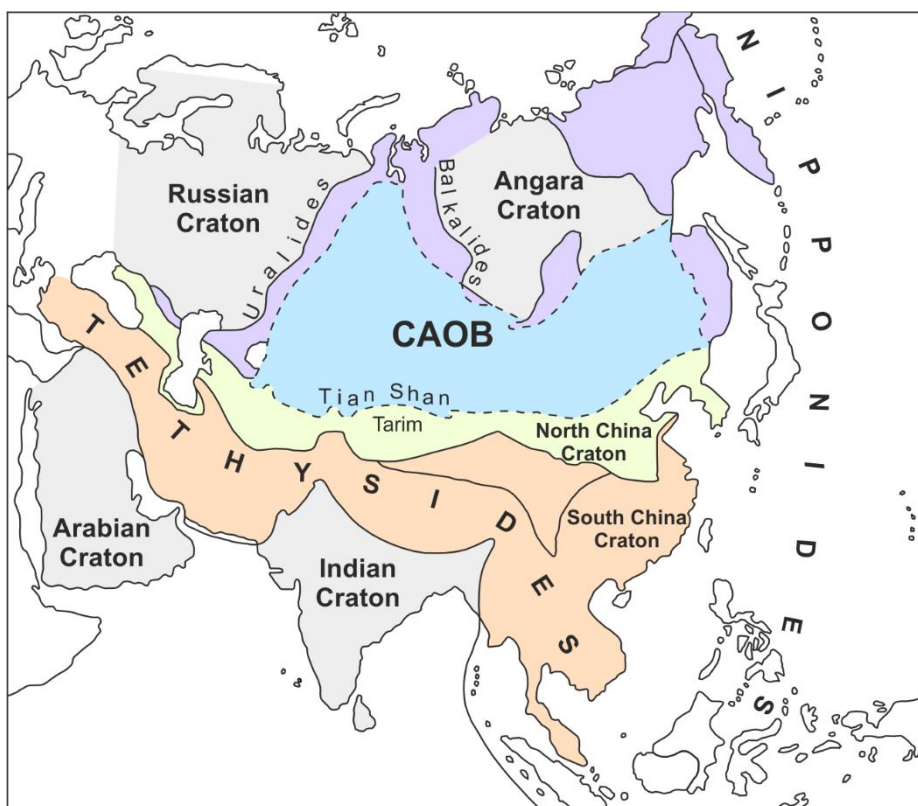 NIPPONIDES
Russian
Craton
Uralides
Balkalides
Angara
Craton
CAOB
TETHYSIDES
Tian Shan
Tarim
North China
Craton
South China
Craton
Arabian
Craton
Indian
Craton